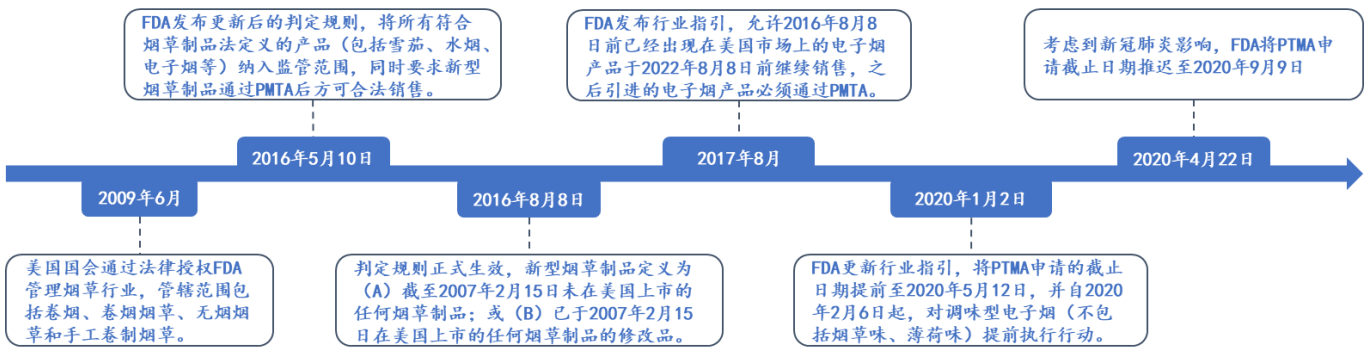 FDA发布更新后的判定规则，将所有符合
烟草制品法定义的产品（包括雪茄、水烟、
电子烟等）纳入监管范围，同时要求新型
烟草制品通过PMTA后方可合法销售。
2016年5月10日
FDA发布行业指引，允许2016年8月8
日前已经出现在美国市场上的电子烟
产品于2022年8月8日前继续销售，之
后引进的电子烟产品必须通过PMTA。
2017年8月
考虑到新冠肺炎影响，FDA将PTMA申
请截止日期推迟至2020年9月9日
2020年4月22日
2009年6月
美国国会通过法律授权FDA
管理烟草行业，管辖范围包
括卷烟、卷烟烟草、无烟烟
草和手工卷制烟草。
2016年8月8日
判定规则正式生效，新型烟草制品定义为
（A）截至2007年2月15日未在美国上市的
任何烟草制品；或（B）已于2007年2月15
日在美国上市的任何烟草制品的修改品。
2020年1月2日
FDA更新行业指引，将PTMA申请的截止
日期提前至2020年5月12日，并自2020
年2月6日起，对调味型电子烟（不包
括烟草味、薄荷味）提前执行行动。